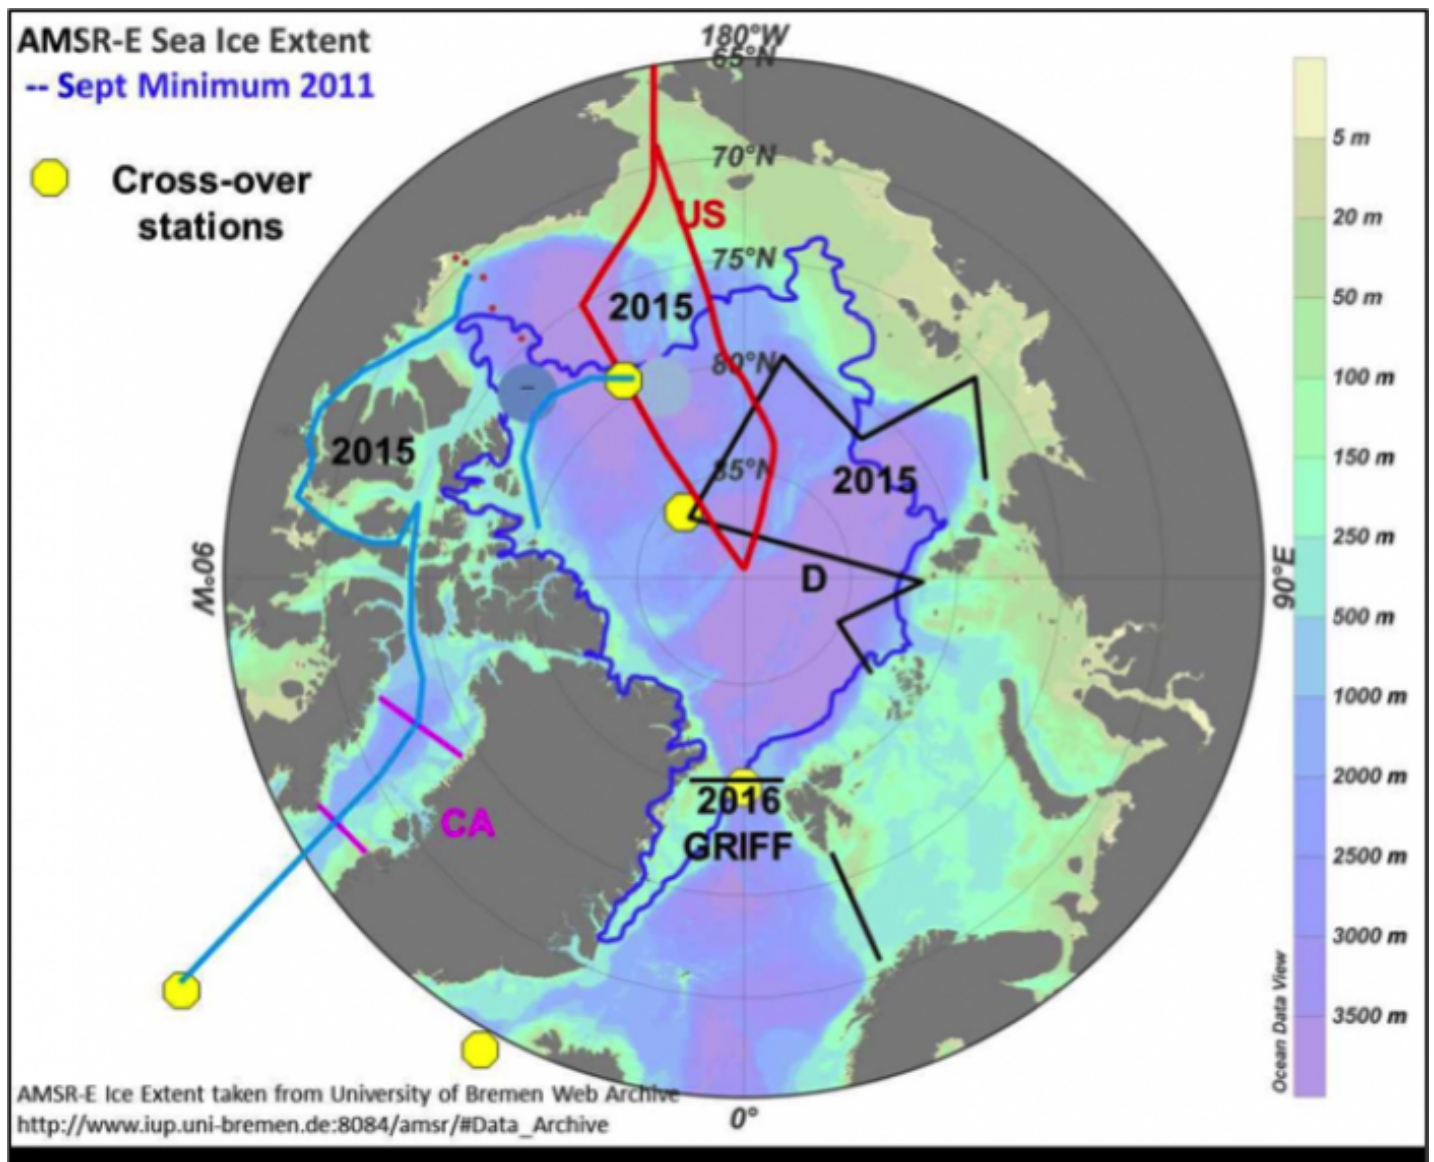 AMSR-E Sea Ice Extent
-- Sept Minimum 2011
Cross-over
stations
180°W
65°N
70°N
US
75°N
2015
80°N
2015
85°N
2015
90°W
D
90°E
2016
GRIFF
CA
0°
5 m
20 m
50 m
100 m
150 m
250 m
500 m
1000 m
2000 m
2500 m
3000 m
3500 m
Ocean Data View
AMSR-E Ice Extent taken from University of Bremen Web Archive
http://www.iup.uni-bremen.de:8084/amsr/#Data_Archive